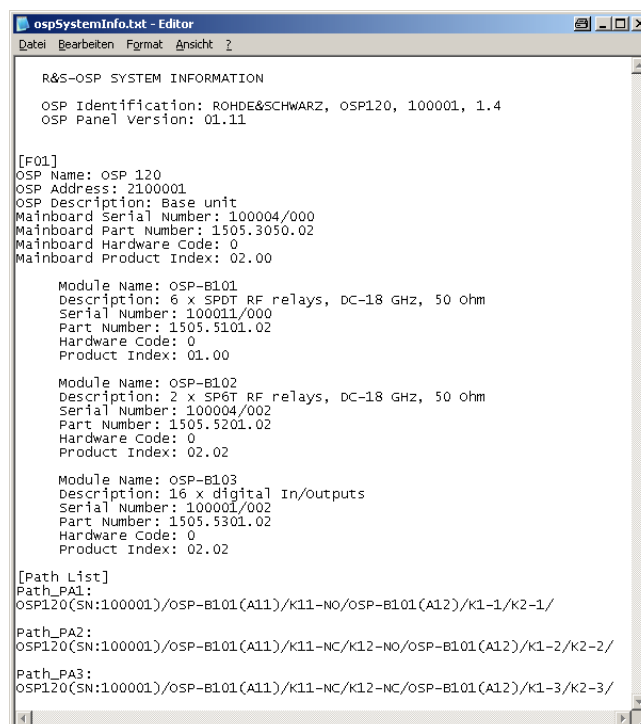 ospSystemInfo.txt - Editor
Datei Bearbeiten Format Ansicht ?
R&S-OSP SYSTEM INFORMATION
OSP Identification: ROHDE&SCHWARZ, OSP120, 100001, 1.4
OSP Panel Version: 01.11
[F01]
OSP Name: OSP 120
OSP Address: 2100001
OSP Description: Base unit
Mainboard Serial Number: 100004/000
Mainboard Part Number: 1505.3050.02
Mainboard Hardware Code: 0
Mainboard Product Index: 02.00
Module Name: OSP-B101
Description: 6 x SPDT RF relays, DC-18 GHz, 50 Ohm
Serial Number: 100011/000
Part Number: 1505.5101.02
Hardware Code: 0
Product Index: 01.00
Module Name: OSP-B102
Description: 2 x SP6T RF relays, DC-18 GHz, 50 Ohm
Serial Number: 100004/002
Part Number: 1505.5201.02
Hardware Code: 0
Product Index: 02.02
Module Name: OSP-B103
Description: 16 x digital In/Outputs
Serial Number: 100001/002
Part Number: 1505.5301.02
Hardware Code: 0
Product Index: 02.02
[Path List]
Path_PA1:
OSP120(SN:100001)/OSP-B101(A11)/K11-NO/OSP-B101(A12)/K1-1/K2-1/
Path_PA2:
OSP120(SN:100001)/OSP-B101(A11)/K11-NC/K12-NO/OSP-B101(A12)/K1-2/K2-2/
Path_PA3:
OSP120(SN:100001)/OSP-B101(A11)/K11-NC/K12-NC/OSP-B101(A12)/K1-3/K2-3/